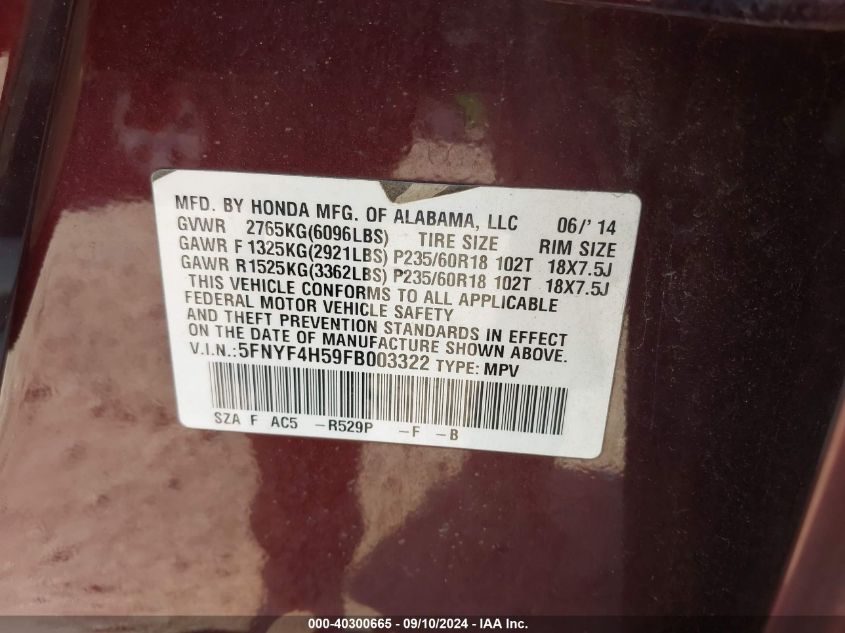 MFD. BY HONDA MFG. OF ALABAMA, LLC 06/'14
GVWR 2765KG(6096LBS) TIRE SIZE RIM SIZE
GAWR F 1325KG(2921LBS) P235/60R18 102T 18X7.5J
GAWR R1525KG(3362LBS) P235/60R18 102T 18X7.5J
THIS VEHICLE CONFORMS TO ALL APPLICABLE
FEDERAL MOTOR VEHICLE SAFETY
AND THEFT PREVENTION STANDARDS IN EFFECT
ON THE DATE OF MANUFACTURE SHOWN ABOVE.
V.I.N.:5FNYF4H59FB003322 TYPE: MPV
SZA F AC5 -R529P -F -B
000-40300665 - 09/10/2024 - IAA Inc.